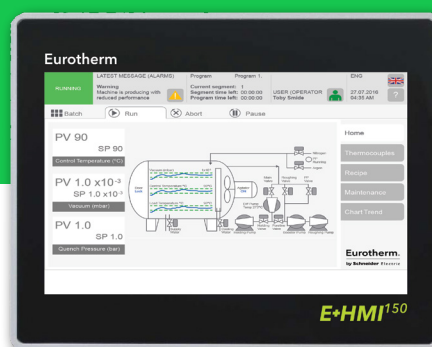 Eurotherm
RUNNING
LATEST MESSAGE (ALARMS)
Warning
Machine is producing with
reduced performance
Program Program 1.
Current segment: 1
Segment time left: 00:00:00
Program time left: 00:00:00
USER (OPERATOR
Toby Smide
ENG
27.07.2016
04:35 AM
?
Batch
Run
Abort
Pause
PV 90
SP 90
Control Temperature (°C)
PV 1.0 x10-³
SP 1.0 x10-³
Vacuum (mbar)
PV 1.0
SP 1.0
Quench Pressure (bar)
Home
Thermocouples
Recipe
Maintenance
Chart Trend
Eurotherm.
by Schneider Electric
E+HMI¹⁵⁰